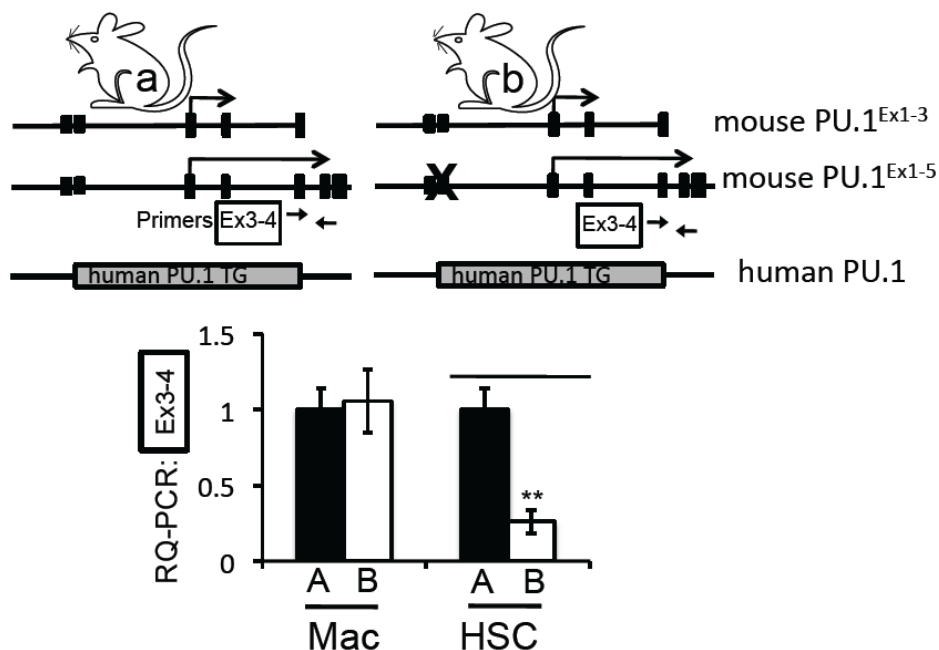 a b
mouse PU.1Ex1-3
X mouse PU.1Ex1-5
Primers Ex3-4 Ex3-4
human PU.1 TG human PU.1 TG human PU.1
RQ-PCR: Ex3-4
1.5
1
0.5
0
**
A B A B
Mac HSC